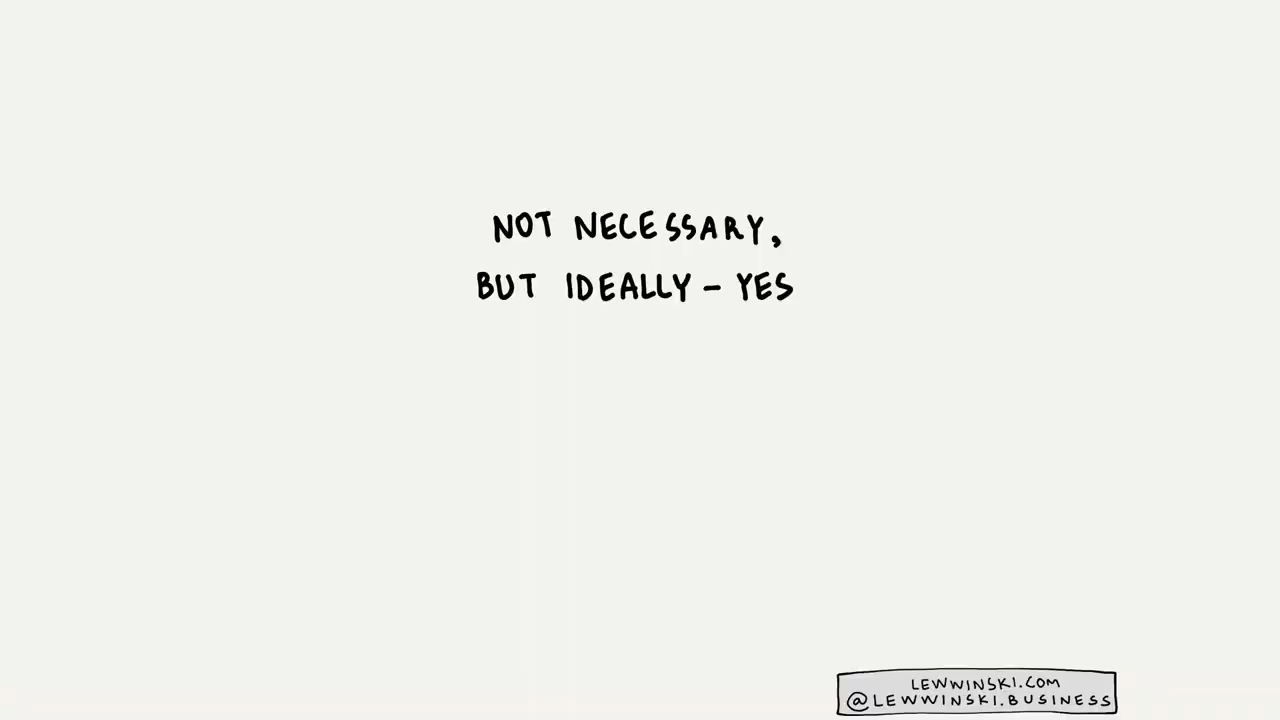 NOT NECESSARY,
BUT IDEALLY – YES
LEWWINSKI.COM
@LEWWINSKI.BUSINESS